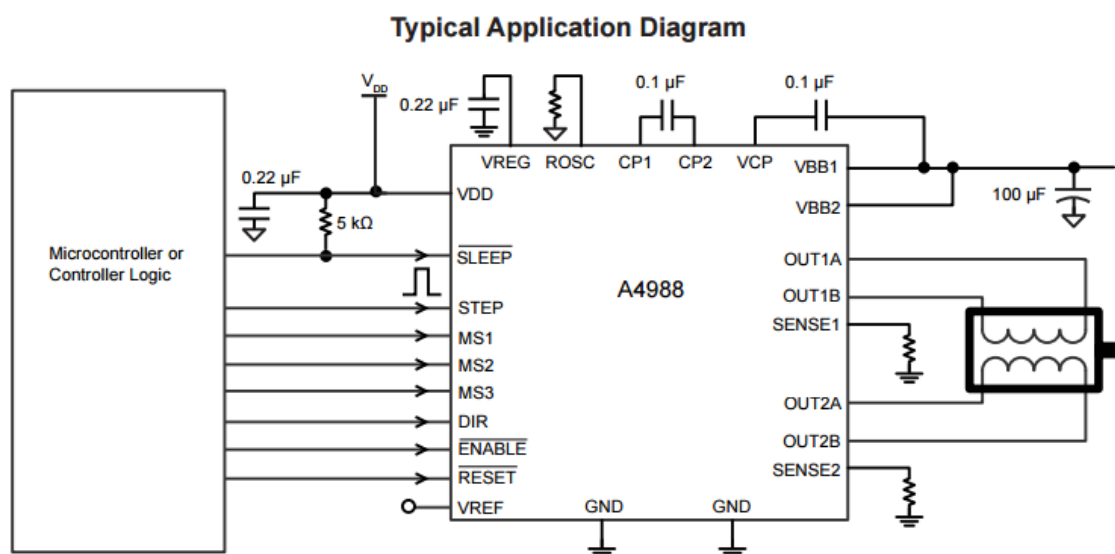 Typical Application Diagram
V_DD
0.22 µF
0.1 µF
0.1 µF
VREG
ROSC
CP1
CP2
VCP
VBB1
0.22 µF
VDD
100 µF
5 kΩ
VBB2
Microcontroller or
Controller Logic
SLEEP
OUT1A
A4988
OUT1B
STEP
SENSE1
MS1
MS2
MS3
OUT2A
DIR
OUT2B
ENABLE
SENSE2
RESET
VREF
GND
GND